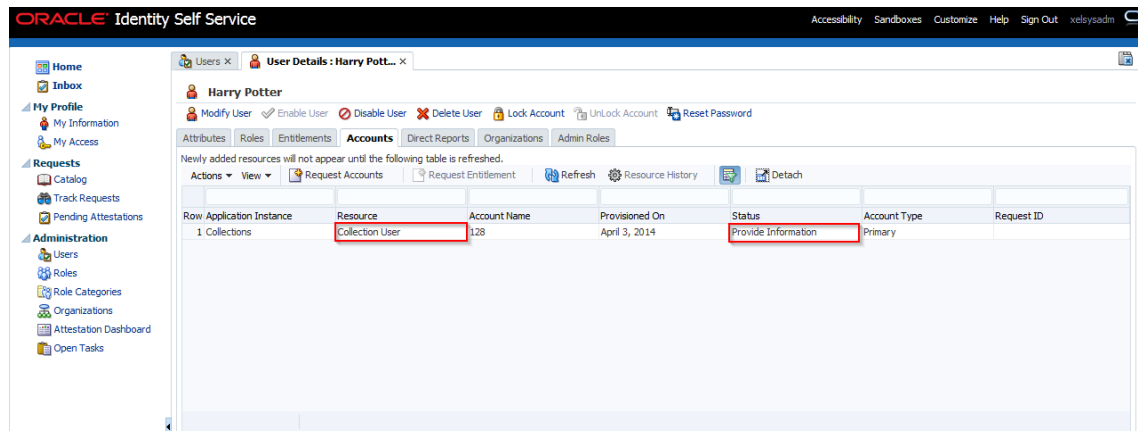 ORACLE Identity Self Service
Accessibility Sandboxes Customize Help Sign Out xelsysadm
Home
Inbox
My Profile
My Information
My Access
Requests
Catalog
Track Requests
Pending Attestations
Administration
Users
Roles
Role Categories
Organizations
Attestation Dashboard
Open Tasks
Users User Details : Harry Pott...
Harry Potter
Modify User Enable User Disable User Delete User Lock Account UnLock Account Reset Password
Attributes Roles Entitlements Accounts Direct Reports Organizations Admin Roles
Newly added resources will not appear until the following table is refreshed.
Actions View Request Accounts Request Entitlement Refresh Resource History Detach
Row Application Instance Resource Account Name Provisioned On Status Account Type Request ID
1 Collections Collection User 128 April 3, 2014 Provide Information Primary